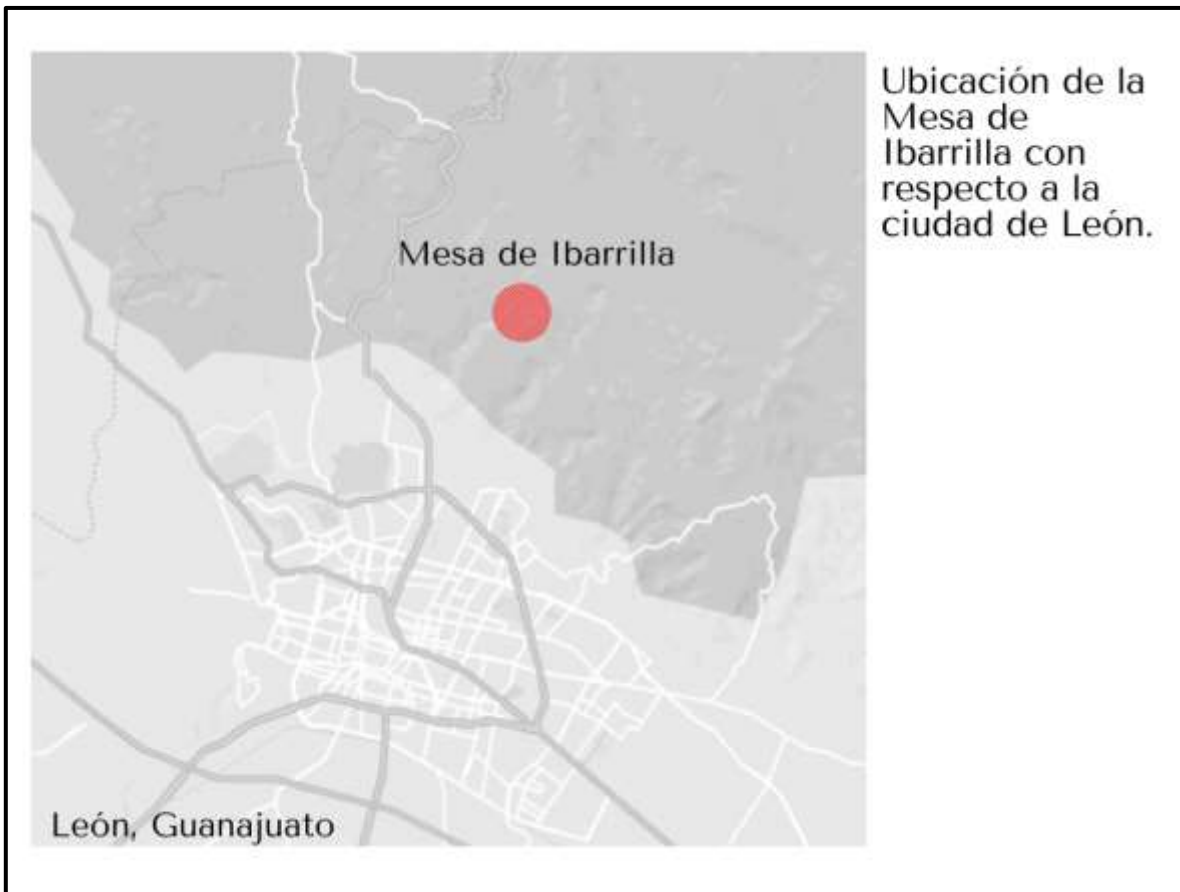 Ubicación de la
Mesa de
Ibarrilla con
respecto a la
ciudad de León.
Mesa de Ibarrilla
León, Guanajuato